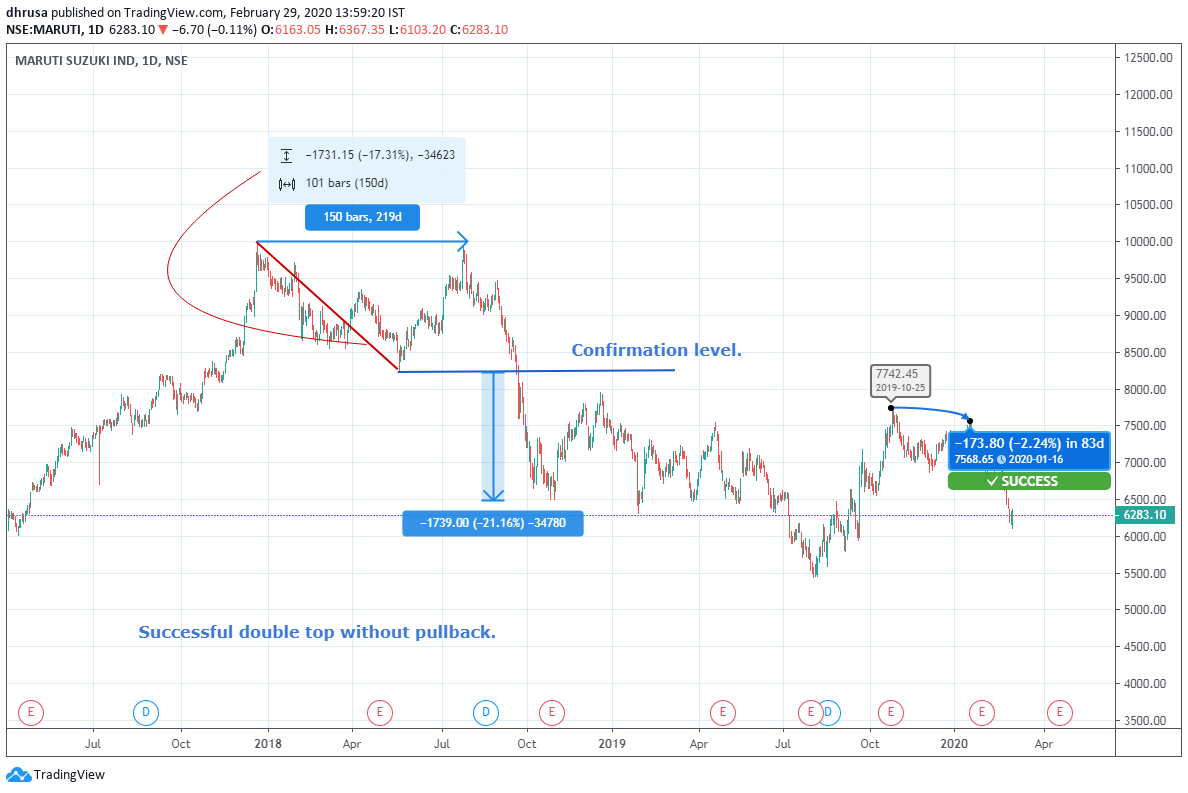 dhrusa published on TradingView.com, February 29, 2020 13:59:20 IST
NSE:MARUTI, 1D 6283.10 ▼ −6.70 (−0.11%) O:6163.05 H:6367.35 L:6103.20 C:6283.10
MARUTI SUZUKI IND, 1D, NSE
12500.00
12000.00
11500.00
11000.00
10500.00
10000.00
9500.00
9000.00
8500.00
8000.00
7500.00
7000.00
6500.00
6283.10
6000.00
5500.00
5000.00
4500.00
4000.00
3500.00
−1731.15 (−17.31%), −34623
101 bars (150d)
150 bars, 219d
Confirmation level.
7742.45
2019-10-25
−173.80 (−2.24%) in 83d
7568.65 2020-01-16
✓ SUCCESS
−1739.00 (−21.16%) −34780
Successful double top without pullback.
E D E D E E E D E E E
Jul Oct 2018 Apr Jul Oct 2019 Apr Jul Oct 2020 Apr
TradingView